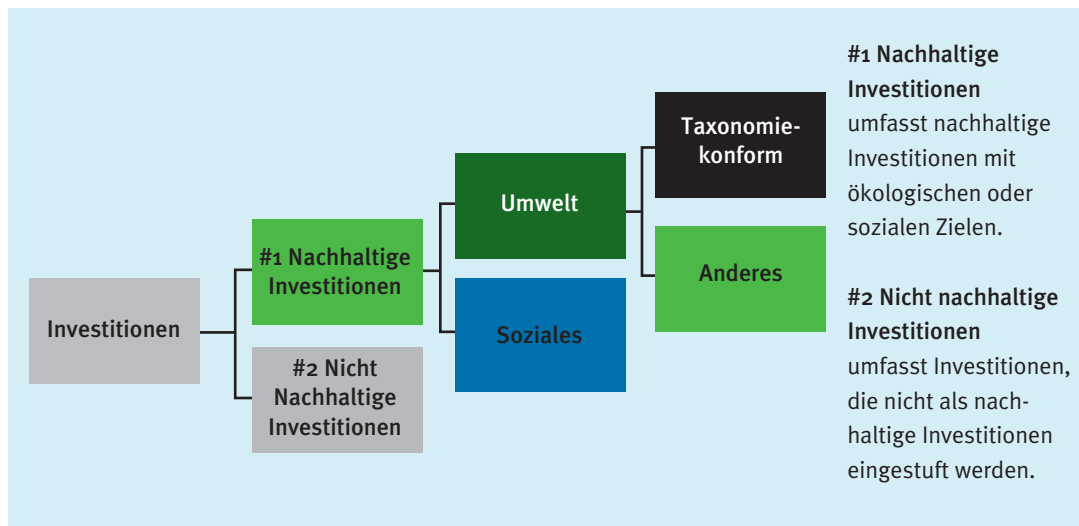 Investitionen
#1 Nachhaltige
Investitionen
#2 Nicht
Nachhaltige
Investitionen
Umwelt
Soziales
Taxonomie-
konform
Anderes
#1 Nachhaltige
Investitionen
umfasst nachhaltige
Investitionen mit
ökologischen oder
sozialen Zielen.
#2 Nicht nachhaltige
Investitionen
umfasst Investitionen,
die nicht als nach-
haltige Investitionen
eingestuft werden.